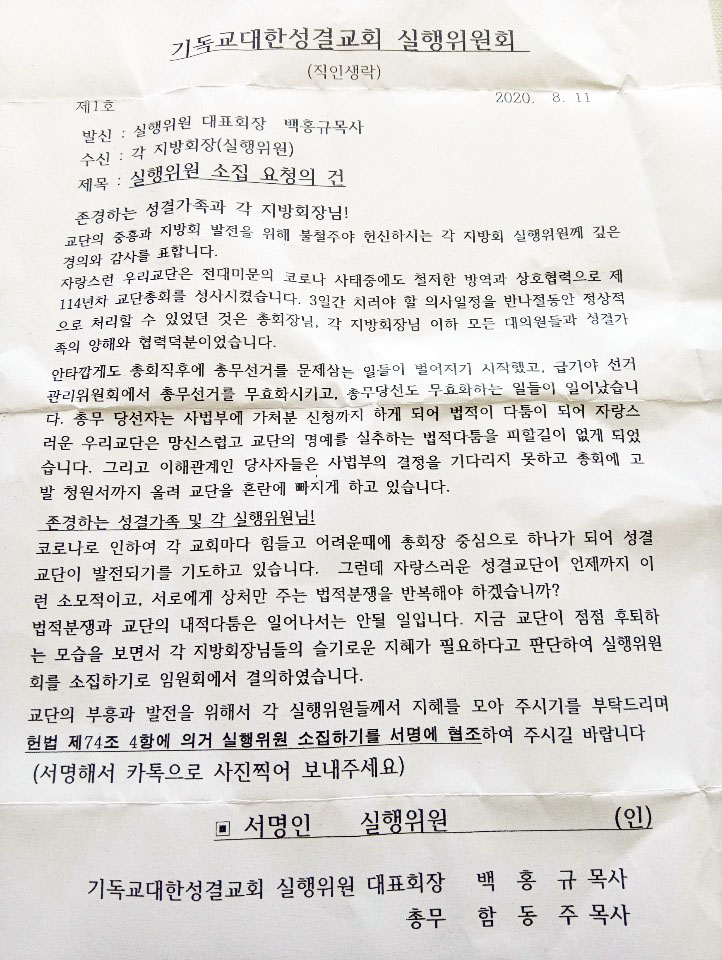 기독교대한성결교회 실행위원회
(직인생략)
제1호
2020. 8. 11
발신 : 실행위원 대표회장 백홍규목사
수신 : 각 지방회장(실행위원)
제목 : 실행위원 소집 요청의 건
존경하는 성결가족과 각 지방회장님!
교단의 중흥과 지방회 발전을 위해 불철주야 헌신하시는 각 지방회 실행위원께 깊은
경의와 감사를 표합니다.
자랑스런 우리교단은 전대미문의 코로나 사태중에도 철저한 방역과 상호협력으로 제
114년차 교단총회를 성사시켰습니다. 3일간 치러야 할 의사일정을 반나절동안 정상적
으로 처리할 수 있었던 것은 총회장님, 각 지방회장님 이하 모든 대의원들과 성결가
족의 양해와 협력덕분이었습니다.
안타깝게도 총회직후에 총무선거를 문제삼는 일들이 벌어지기 시작했고, 급기야 선거
관리위원회에서 총무선거를 무효화시키고, 총무당선도 무효화하는 일들이 일어났습니
다. 총무 당선자는 사법부에 가처분 신청까지 하게 되어 법적이 다툼이 되어 자랑스
러운 우리교단은 망신스럽고 교단의 명예를 실추하는 법적다툼을 피할길이 없게 되었
습니다. 그리고 이해관계인 당사자들은 사법부의 결정을 기다리지 못하고 총회에 고
발 청원서까지 올려 교단을 혼란에 빠지게 하고 있습니다.
존경하는 성결가족 및 각 실행위원님!
코로나로 인하여 각 교회마다 힘들고 어려운때에 총회장 중심으로 하나가 되어 성결
교단이 발전되기를 기도하고 있습니다. 그런데 자랑스러운 성결교단이 언제까지 이
런 소모적이고, 서로에게 상처만 주는 법적분쟁을 반복해야 하겠습니까?
법적분쟁과 교단의 내적다툼은 일어나서는 안될 일입니다. 지금 교단이 점점 후퇴하
는 모습을 보면서 각 지방회장님들의 슬기로운 지혜가 필요하다고 판단하여 실행위원
회를 소집하기로 임원회에서 결의하였습니다.
교단의 부흥과 발전을 위해서 각 실행위원들께서 지혜를 모아 주시기를 부탁드리며
헌법 제74조 4항에 의거 실행위원 소집하기를 서명에 협조하여 주시길 바랍니다
(서명해서 카톡으로 사진찍어 보내주세요)
▣ 서명인 실행위원 (인)
기독교대한성결교회 실행위원 대표회장 백 홍 규 목사
총무 함 동 주 목사